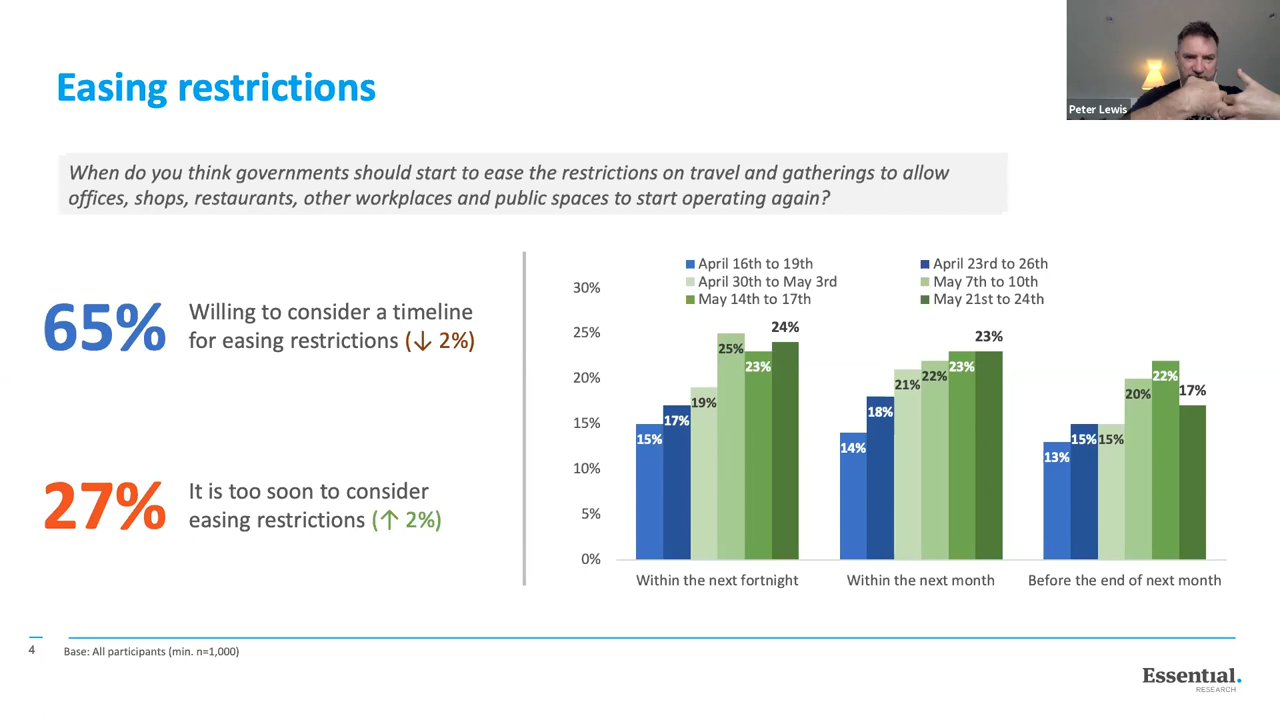 Easing restrictions
Peter Lewis
When do you think governments should start to ease the restrictions on travel and gatherings to allow
offices, shops, restaurants, other workplaces and public spaces to start operating again?
65%
Willing to consider a timeline
for easing restrictions (↓ 2%)
27%
It is too soon to consider
easing restrictions (↑ 2%)
April 16th to 19th
April 23rd to 26th
April 30th to May 3rd
May 7th to 10th
May 14th to 17th
May 21st to 24th
30%
25%
20%
15%
10%
5%
0%
15%
17%
19%
25%
23%
24%
14%
18%
21%
22%
23%
23%
13%
15%
15%
20%
22%
17%
Within the next fortnight
Within the next month
Before the end of next month
4
Base: All participants (min. n=1,000)
Essential.
RESEARCH